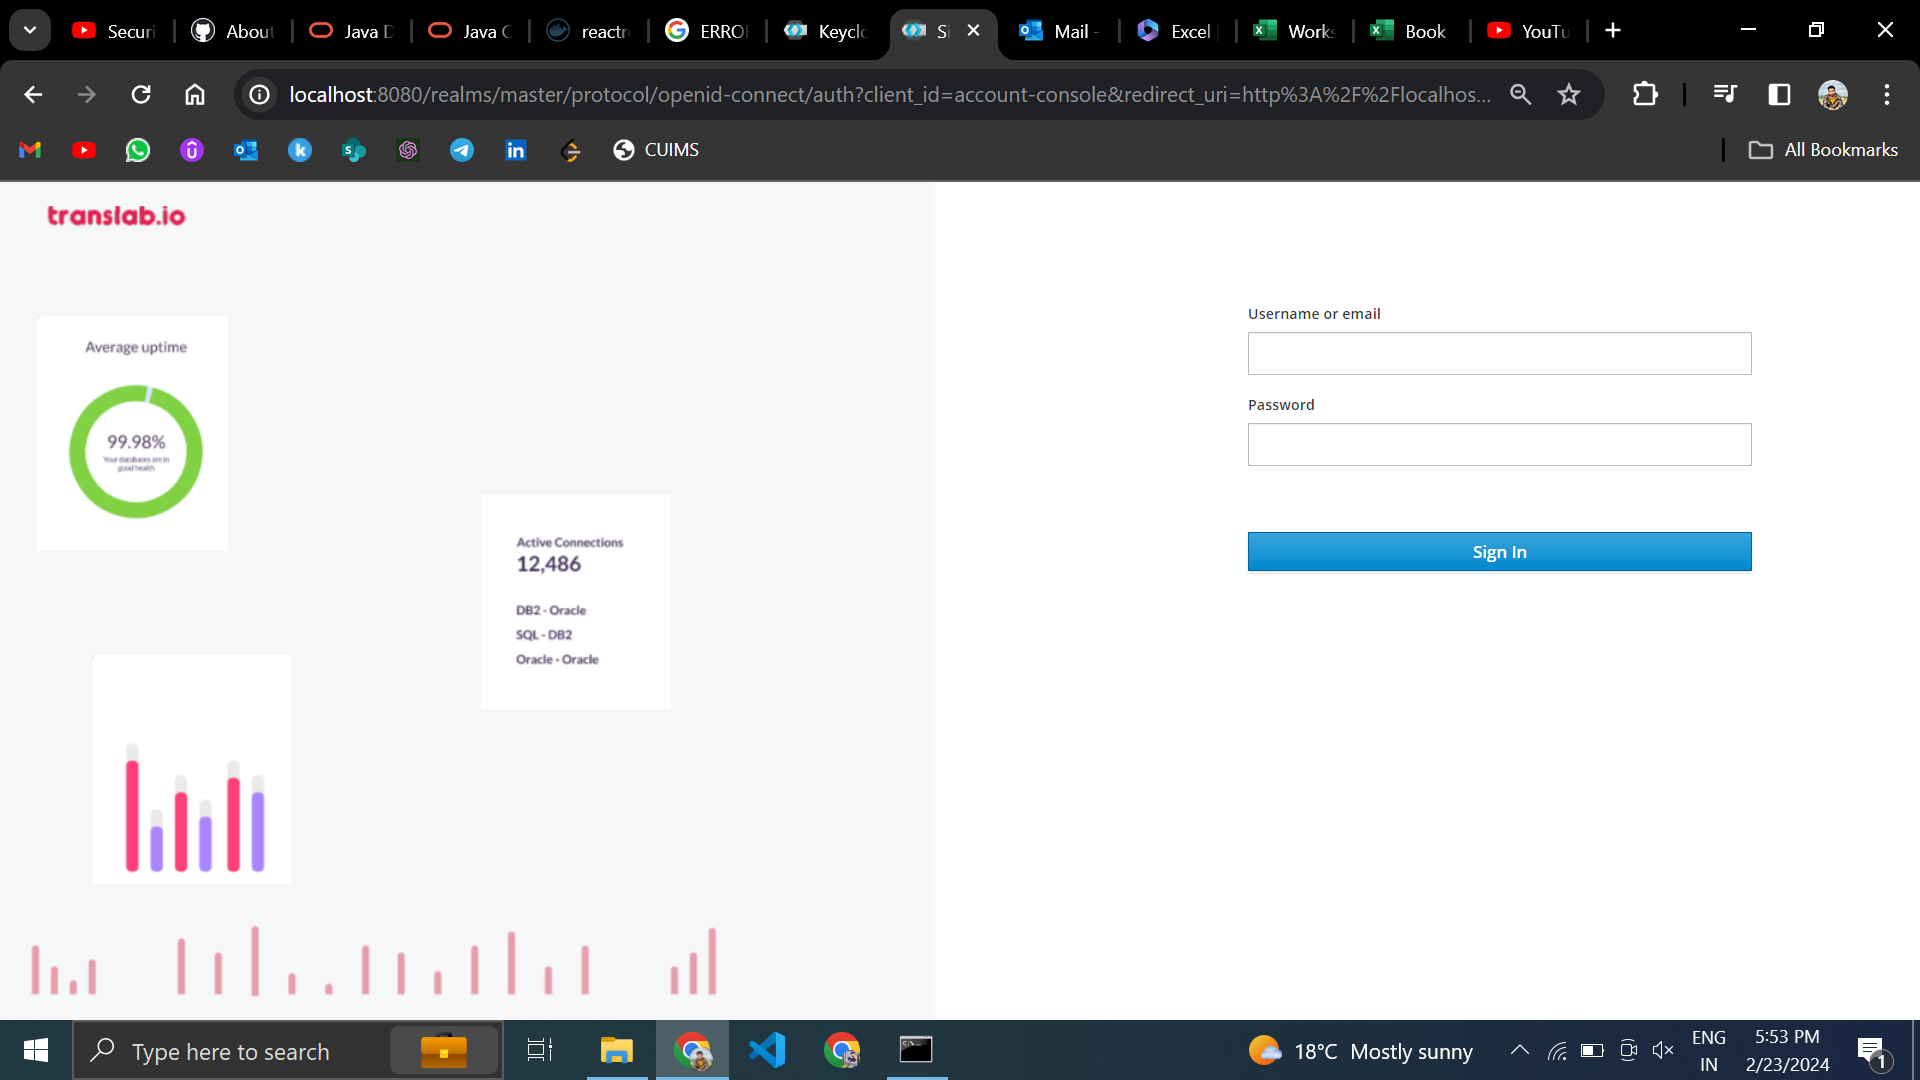 Securi
About
Java D
Java C
reactr
ERROR
Keyclo
Si
Mail -
Excel
Works
Book
YouTu
localhost:8080/realms/master/protocol/openid-connect/auth?client_id=account-console&redirect_uri=http%3A%2F%2Flocalhos...
CUIMS
All Bookmarks
translab.io
Average uptime
99.98%
Your databases are in
good health
Active Connections
12,486
DB2 - Oracle
SQL - DB2
Oracle - Oracle
Username or email
Password
Sign In
Type here to search
18°C Mostly sunny
ENG
IN
5:53 PM
2/23/2024
1